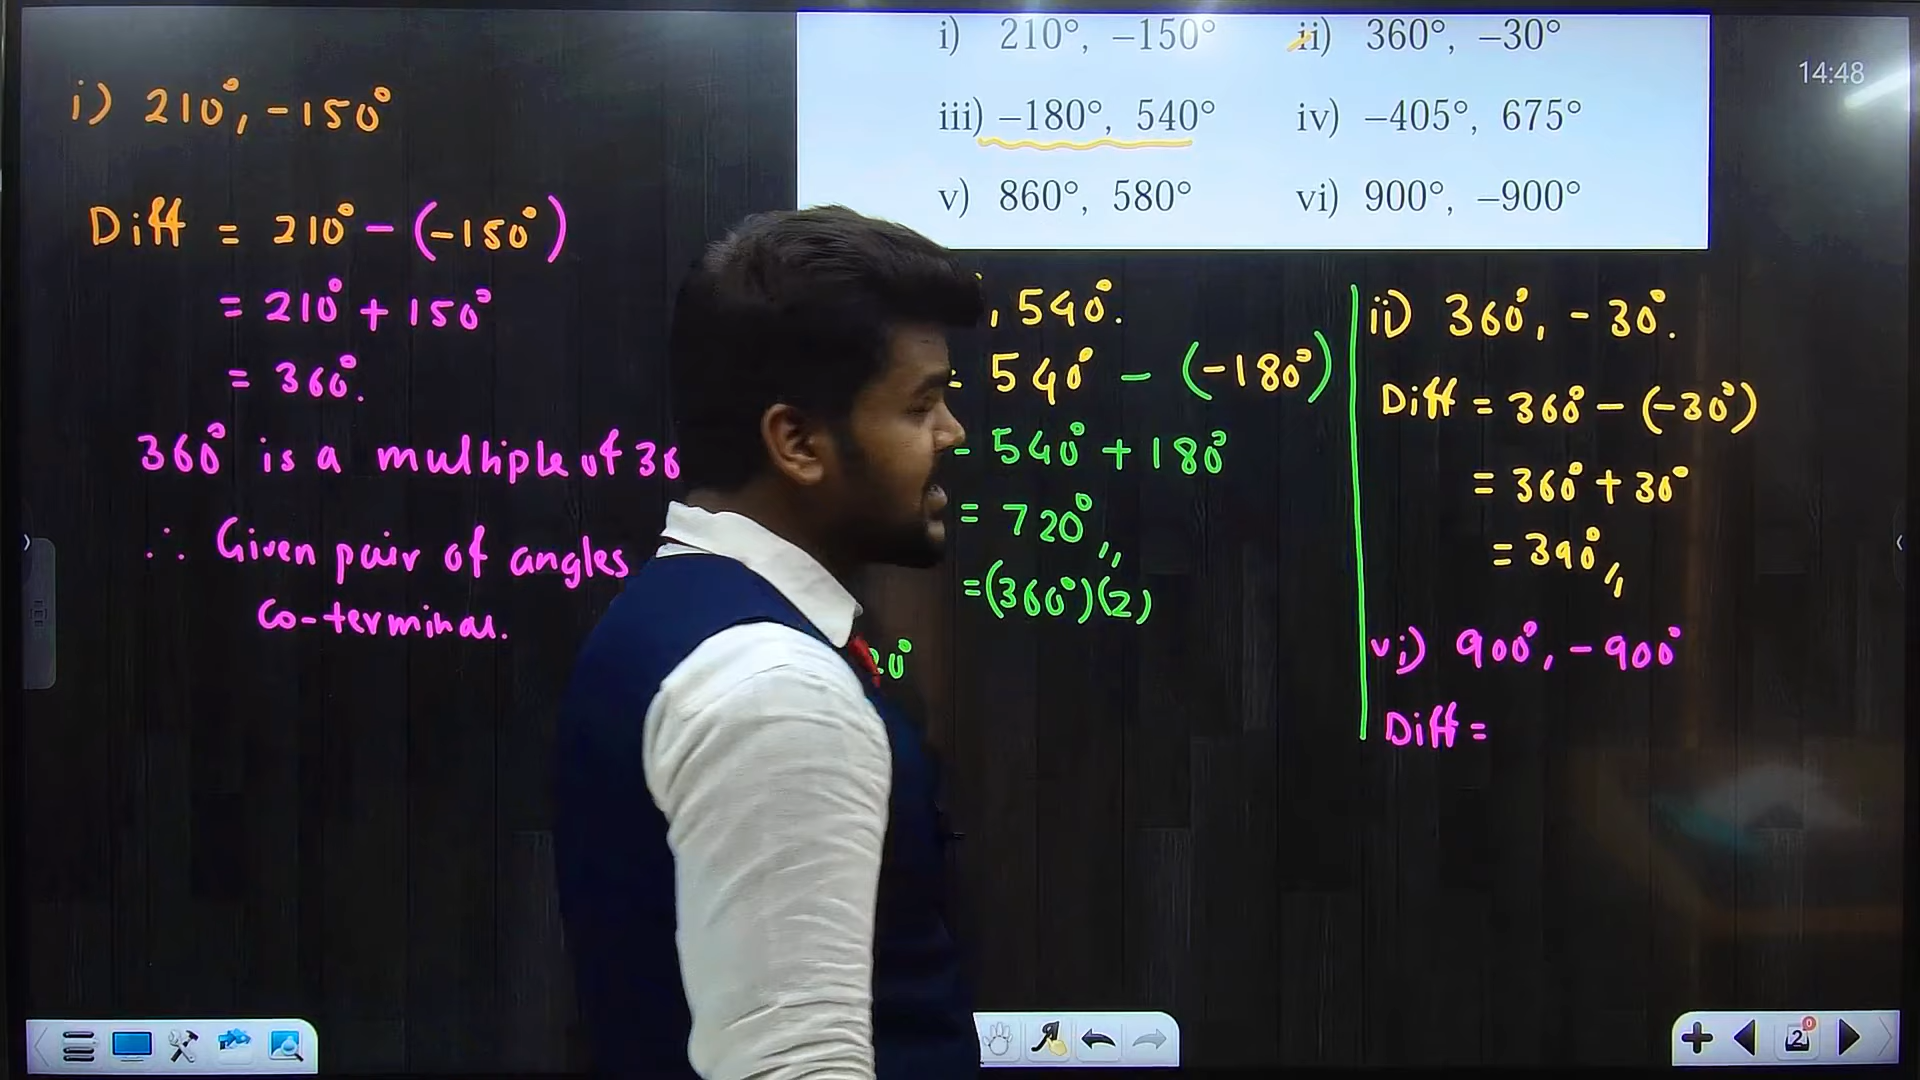 i) 210°, –150° ii) 360°, –30°
iii) –180°, 540° iv) –405°, 675°
v) 860°, 580° vi) 900°, –900°
14:48
i) 210°, -150°
Diff = 210° - (-150°)
= 210° + 150°
= 360°.
360° is a multiple of 36
∴ Given pair of angles
Co-terminal.
, 540°.
= 540° - (-180°)
= 540° + 180°
= 720°,,
=(360°)(2)
20°
ii) 360°, -30°.
Diff = 360° - (-30°)
= 360° + 30°
= 390°,,
vi) 900°, -900°
Diff =
2
0